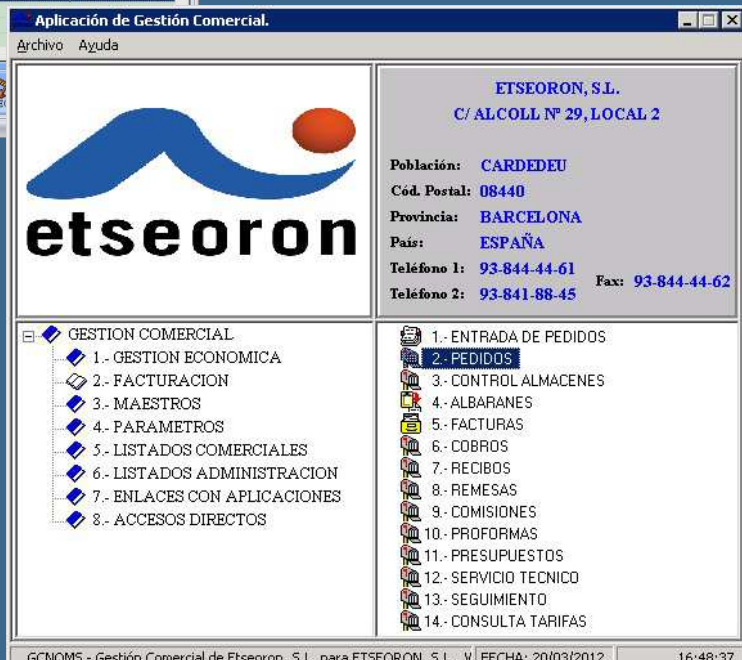 Aplicación de Gestión Comercial.
Archivo Ayuda
etseoron
ETSEORON, S.L.
C/ ALCOLL Nº 29, LOCAL 2
Población: CARDEDEU
Cód. Postal: 08440
Provincia: BARCELONA
País: ESPAÑA
Teléfono 1: 93-844-44-61
Fax: 93-844-44-62
Teléfono 2: 93-841-88-45
GESTION COMERCIAL
1.- GESTION ECONOMICA
2.- FACTURACION
3.- MAESTROS
4.- PARAMETROS
5.- LISTADOS COMERCIALES
6.- LISTADOS ADMINISTRACION
7.- ENLACES CON APLICACIONES
8.- ACCESOS DIRECTOS
1.- ENTRADA DE PEDIDOS
2.- PEDIDOS
3.- CONTROL ALMACENES
4.- ALBARANES
5.- FACTURAS
6.- COBROS
7.- RECIBOS
8.- REMESAS
9.- COMISIONES
10.- PROFORMAS
11.- PRESUPUESTOS
12.- SERVICIO TECNICO
13.- SEGUIMIENTO
14.- CONSULTA TARIFAS
GCNOMS - Gestión Comercial de Etseoron, S.L. para ETSEORON, S.L. V FECHA: 20/03/2012 16:48:37